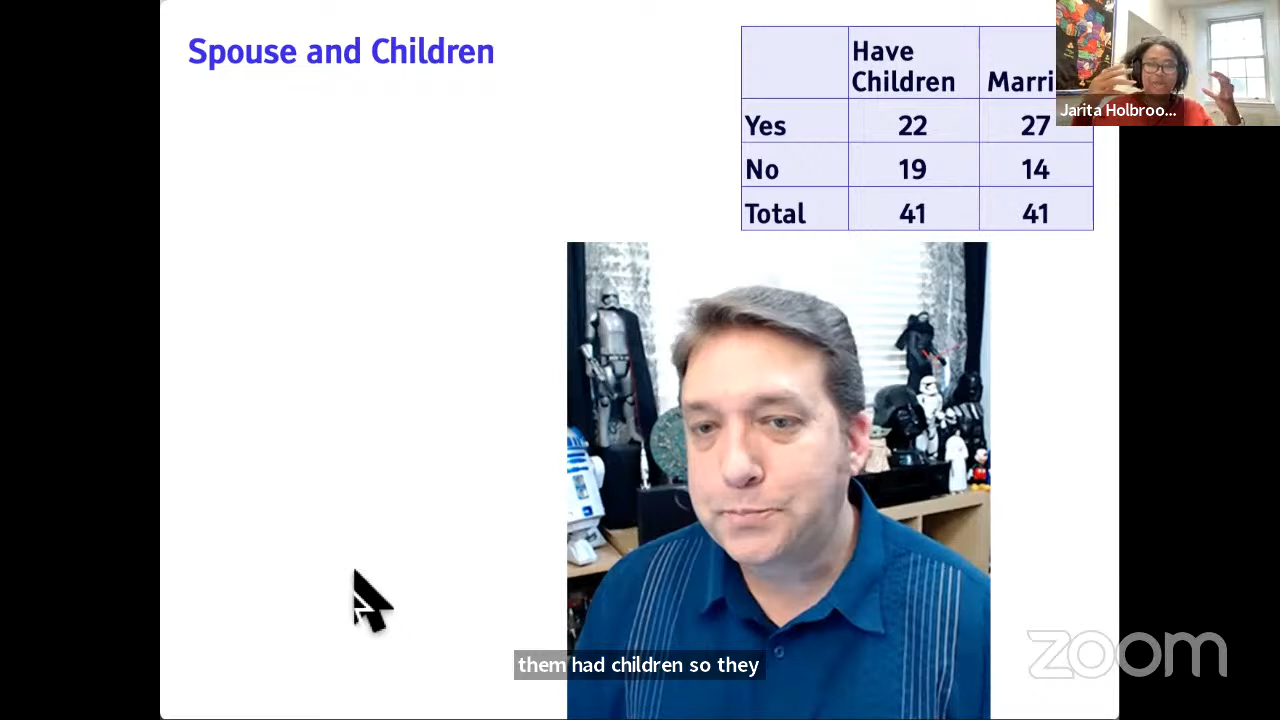 Spouse and Children
Have
Children Marri
Yes 22 27
No 19 14
Total 41 41
Jarita Holbroo...
them had children so they
zoom